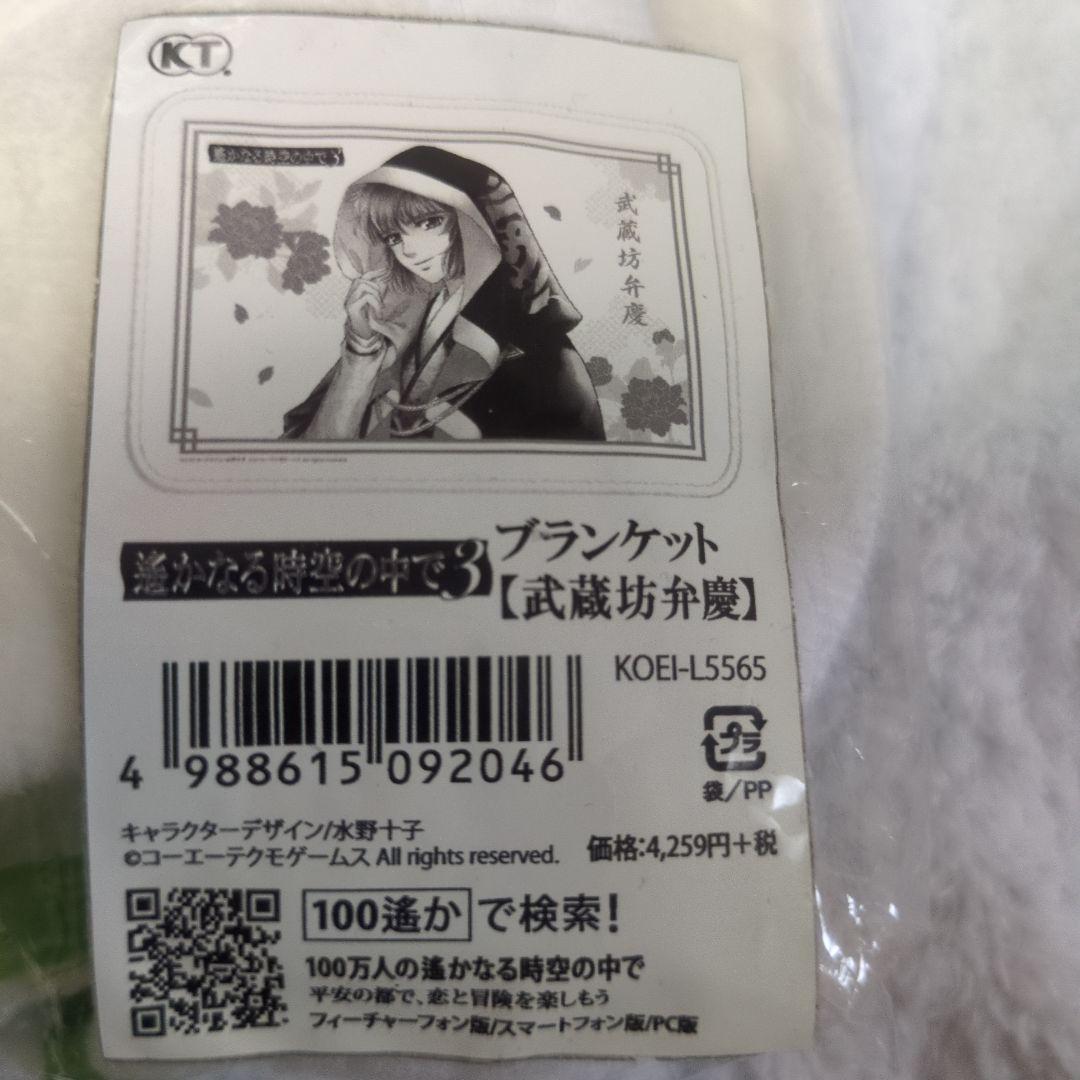 KT
遙かなる時空の中で3
武蔵坊弁慶
遙かなる時空の中で3
ブランケット
【武蔵坊弁慶】
KOEI-L5565
4 988615 092046
プラ
袋/PP
キャラクターデザイン/水野十子
©コーエーテクモゲームス All rights reserved.
価格:4,259円+税
100遙か で検索!
100万人の遙かなる時空の中で
平安の都で、恋と冒険を楽しもう
フィーチャーフォン版/スマートフォン版/PC版